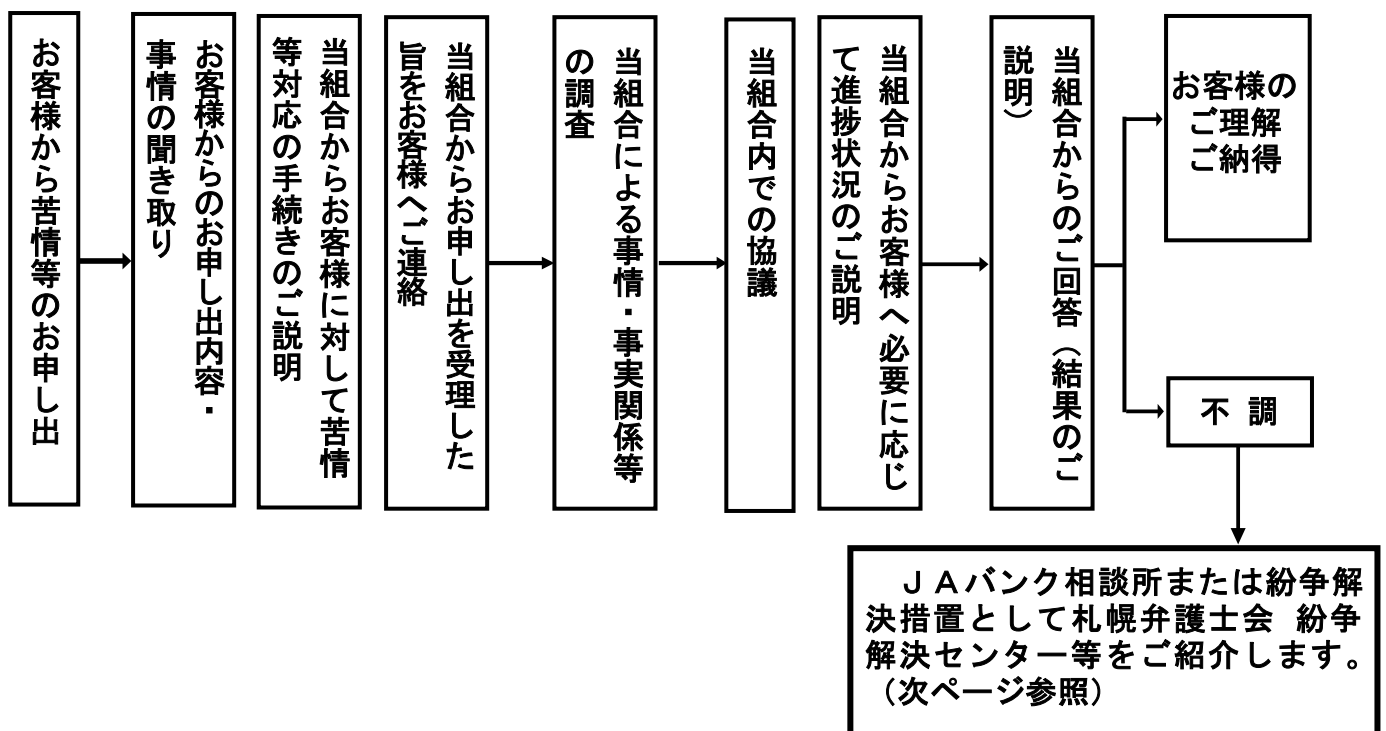 お客様から苦情等のお申し出
お客様からのお申し出内容・
事情の聞き取り
当組合からお客様に対して苦情
等対応の手続きのご説明
当組合からお申し出を受理した
旨をお客様へご連絡
当組合による事情・事実関係等
の調査
当組合内での協議
当組合からお客様へ必要に応じ
て進捗状況のご説明
当組合からのご回答（結果のご
説明）
お客様の
ご理解
ご納得
不 調
ＪＡバンク相談所または紛争解
決措置として札幌弁護士会 紛争
解決センター等をご紹介します。
（次ページ参照）